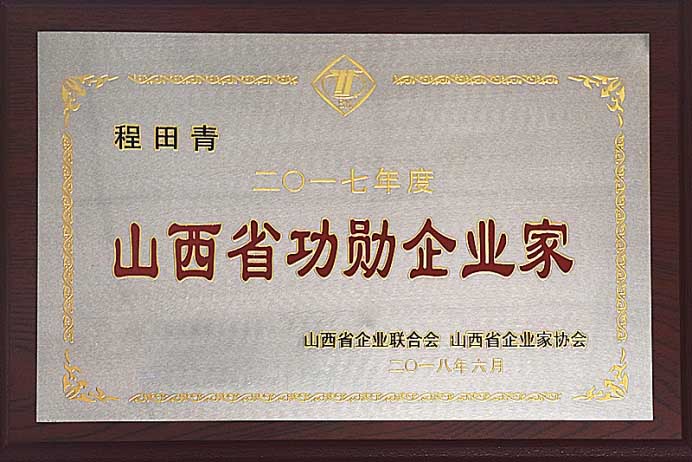 程田青
二〇一七年度
山西省功勋企业家
山西省企业联合会 山西省企业家协会
二〇一八年六月